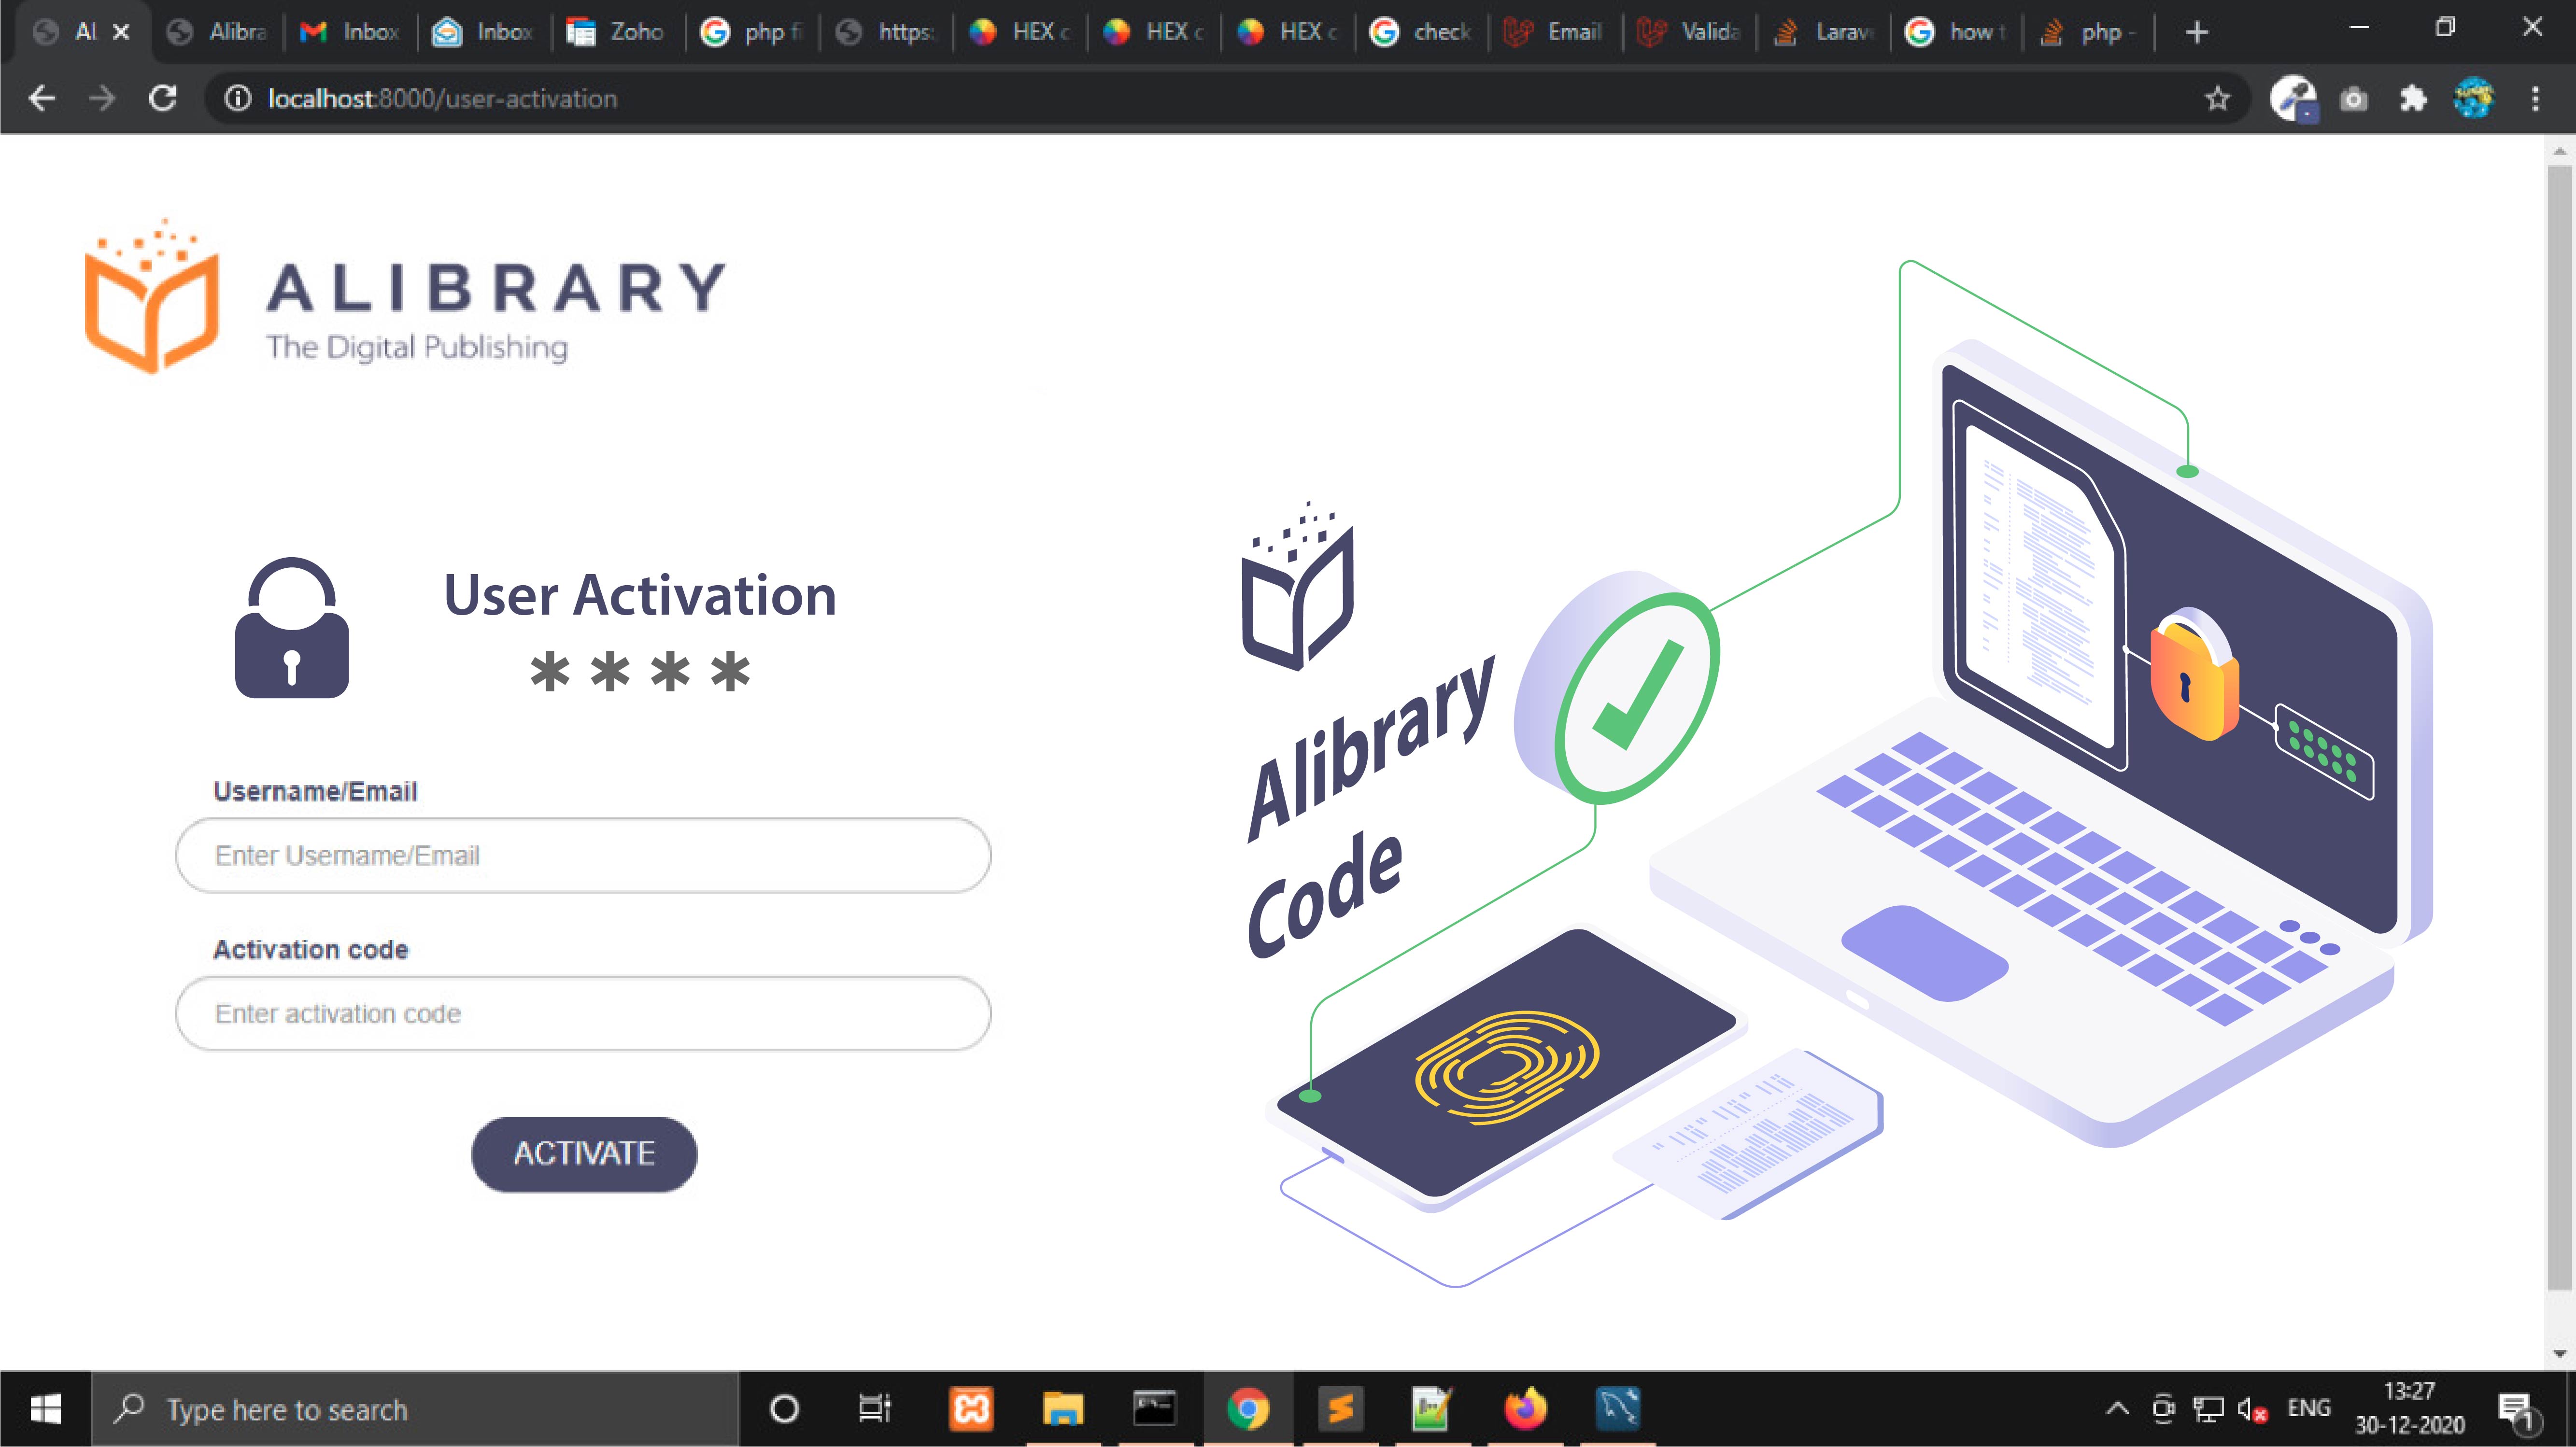 Al
Alibra
Inbox
Inbox
Zoho
php fi
https:
HEX c
HEX c
HEX c
check
Email
Valida
Larav
how t
php -
localhost:8000/user-activation
ALIBRARY
The Digital Publishing
User Activation
****
Username/Email
Enter Username/Email
Activation code
Enter activation code
ACTIVATE
Alibrary
Code
Type here to search
ENG
13:27
30-12-2020
1